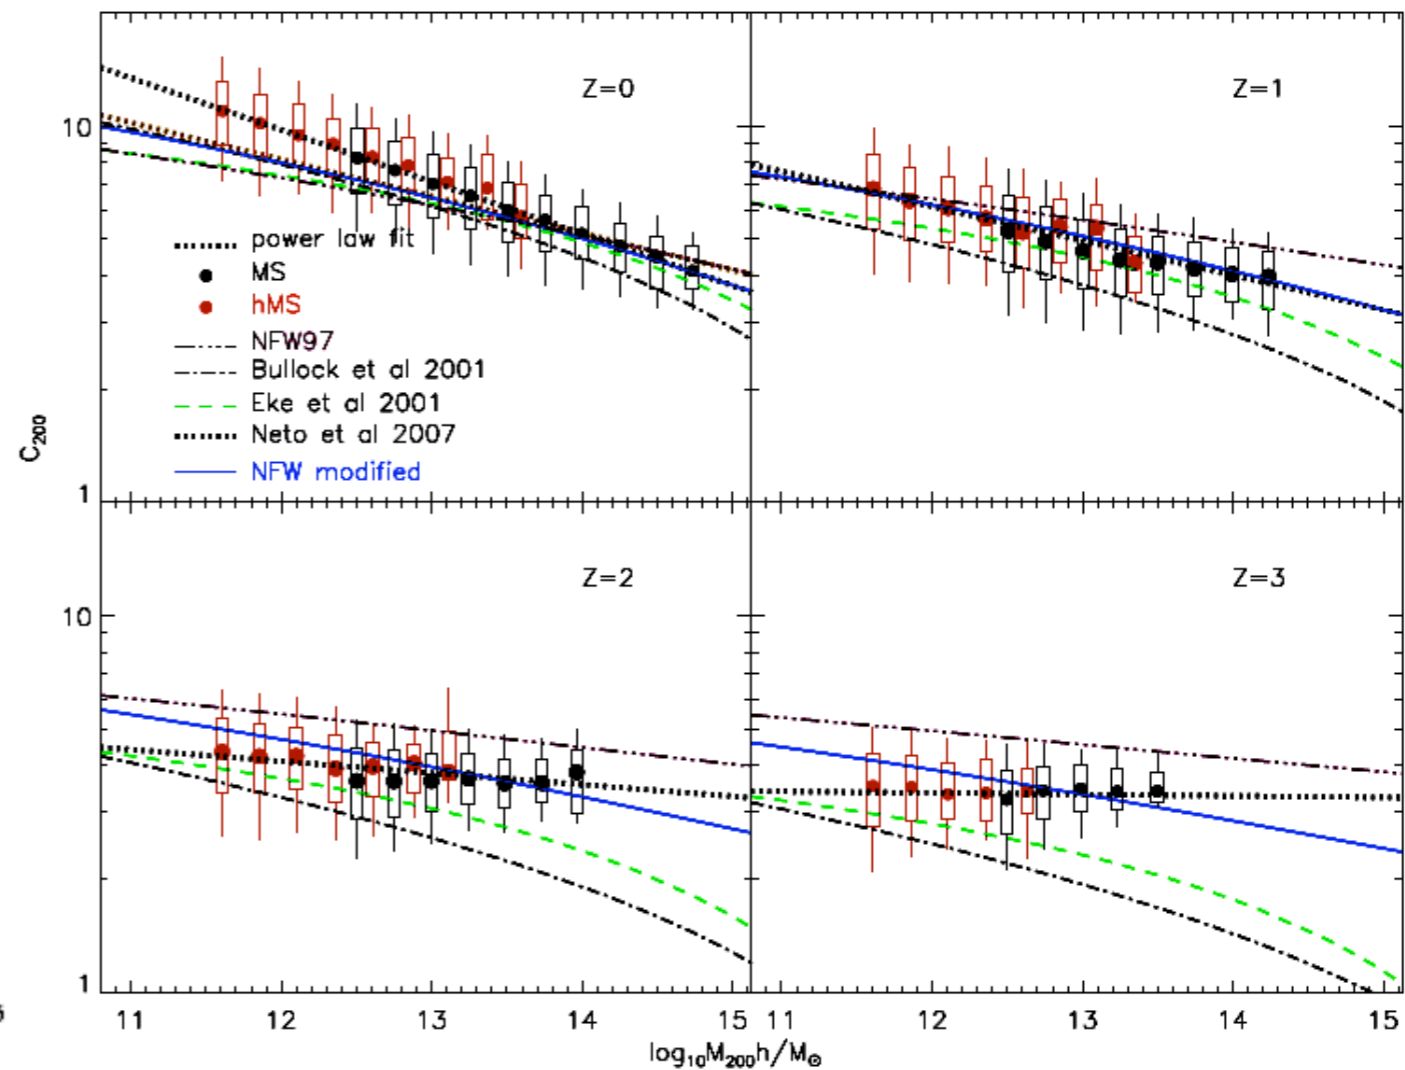 Z=0
Z=1
10
power law fit
MS
hMS
NFW97
Bullock et al 2001
Eke et al 2001
Neto et al 2007
NFW modified
C200
1
Z=2
Z=3
10
1
11 12 13 14 15 11 12 13 14 15
log10M200h/M⊙